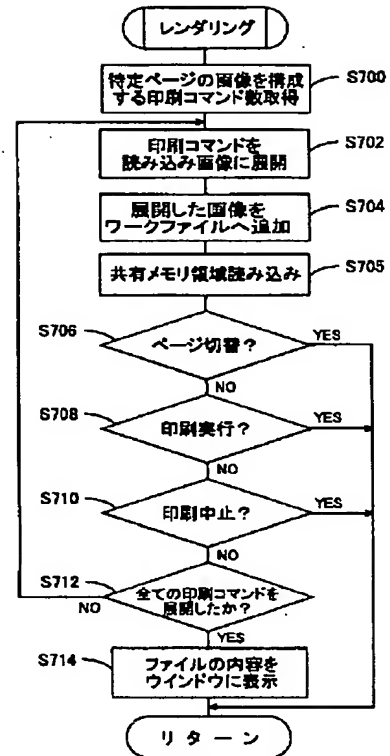 レンダリング
特定ページの画像を構成
する印刷コマンド数取得
S700
印刷コマンドを
読み込み画像に展開
S702
展開した画像を
ワークファイルへ追加
S704
共有メモリ領域読み込み
S705
S706
ページ切替?
YES
NO
S708
印刷実行?
YES
NO
S710
印刷中止?
YES
NO
S712
全ての印刷コマンドを
展開したか?
NO
YES
S714
ファイルの内容を
ウインドウに表示
リターン